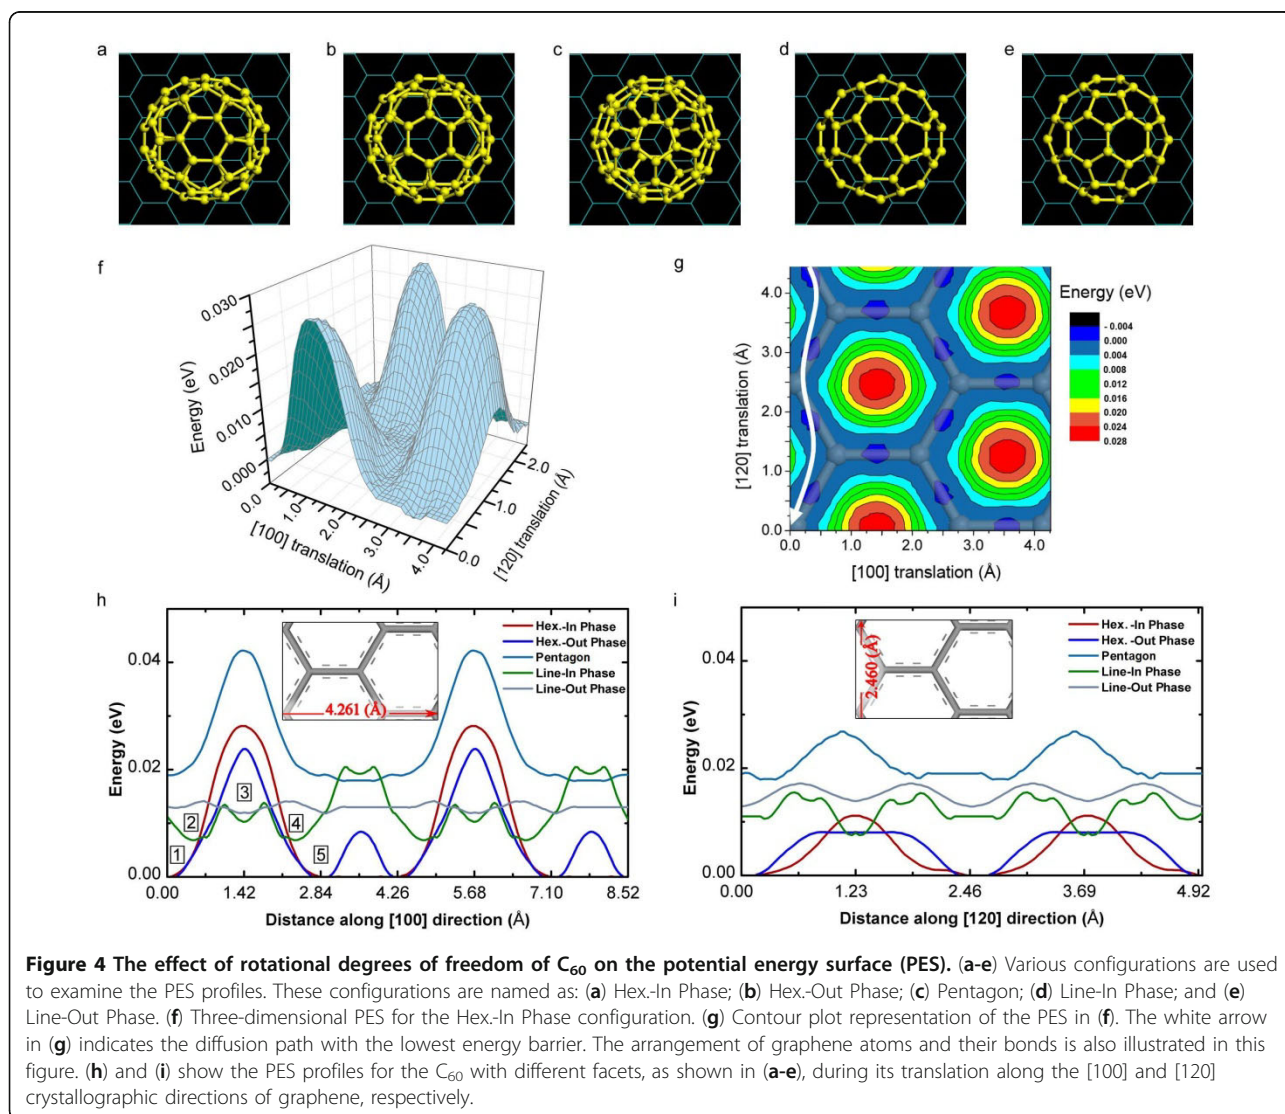 a
b
c
d
e
f
0.030
0.020
0.010
0.000
Energy (eV)
0.0
1.0
2.0
3.0
4.0
[100] translation (Å)
0.0
1.0
2.0
[120] translation (Å)
g
4.0
3.0
2.0
1.0
0.0
[120] translation (Å)
0.0
1.0
2.0
3.0
4.0
[100] translation (Å)
Energy (eV)
- 0.004
0.000
0.004
0.008
0.012
0.016
0.020
0.024
0.028
h
Hex.-In Phase
Hex.-Out Phase
Pentagon
Line-In Phase
Line-Out Phase
4.261 (Å)
0.04
0.02
0.00
Energy (eV)
1
2
3
4
5
0.00 1.42 2.84 4.26 5.68 7.10 8.52
Distance along [100] direction (Å)
i
Hex.-In Phase
Hex. -Out Phase
Pentagon
Line-In Phase
Line-Out Phase
2.460 (Å)
0.04
0.02
0.00
Energy (eV)
0.00 1.23 2.46 3.69 4.92
Distance along [120] direction (Å)
Figure 4 The effect of rotational degrees of freedom of C60 on the potential energy surface (PES). (a-e) Various configurations are used
to examine the PES profiles. These configurations are named as: (a) Hex.-In Phase; (b) Hex.-Out Phase; (c) Pentagon; (d) Line-In Phase; and (e)
Line-Out Phase. (f) Three-dimensional PES for the Hex.-In Phase configuration. (g) Contour plot representation of the PES in (f). The white arrow
in (g) indicates the diffusion path with the lowest energy barrier. The arrangement of graphene atoms and their bonds is also illustrated in this
figure. (h) and (i) show the PES profiles for the C60 with different facets, as shown in (a-e), during its translation along the [100] and [120]
crystallographic directions of graphene, respectively.